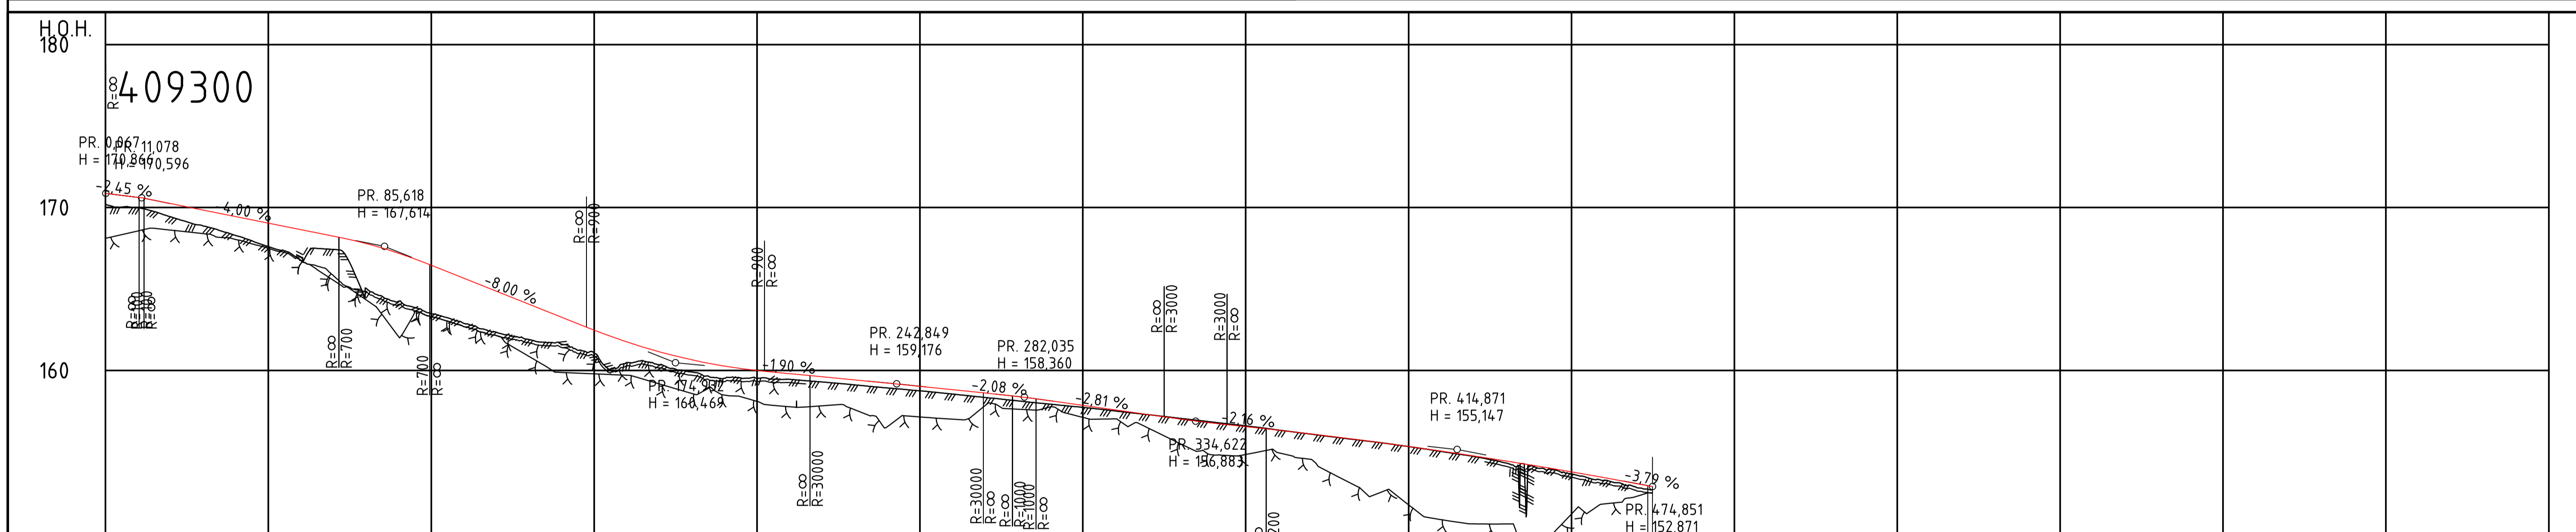 H.O.H.
180
170
160
409300
R=∞
PR. 0,067
H = 170,866
PR. 11,078
H = 170,596
-2,45 %
-4,00 %
PR. 85,618
H = 167,614
R=∞
R=700
R=700
R=∞
-8,00 %
R=∞
R=900
PR. 174,932
H = 160,469
R=900
R=∞
-1,90 %
R=∞
R=30000
PR. 242,849
H = 159,176
-2,08 %
R=30000
R=∞
PR. 282,035
H = 158,360
R=∞
R=1000
R=1000
R=∞
-2,81 %
R=∞
R=3000
PR. 334,622
H = 156,883
R=3000
R=∞
-2,16 %
PR. 414,871
H = 155,147
-3,79 %
PR. 474,851
H = 152,871